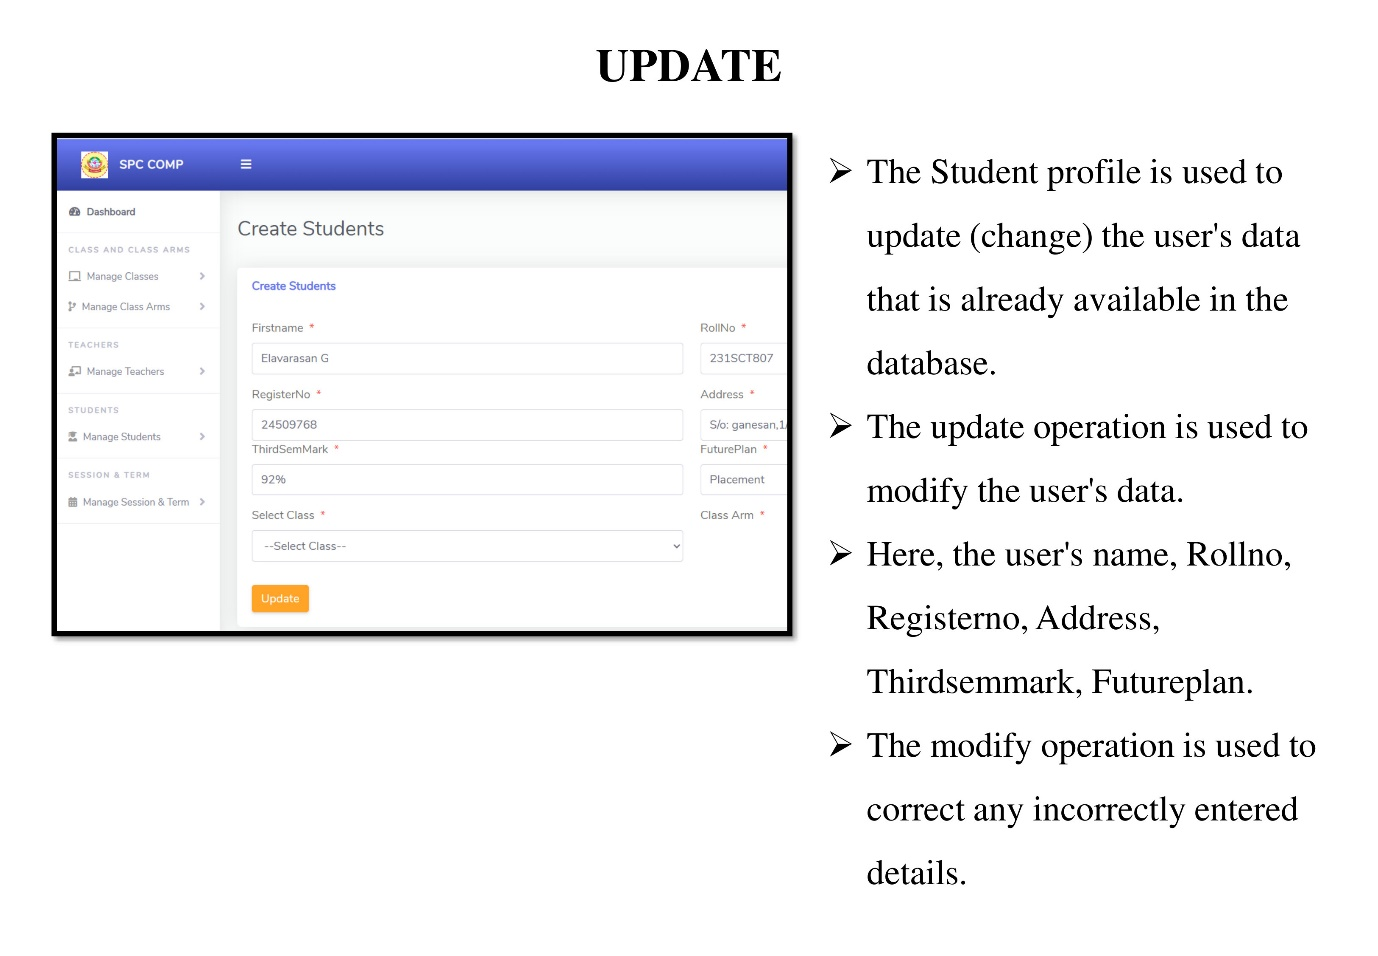 UPDATE
SPC COMP
Dashboard
CLASS AND CLASS ARMS
Manage Classes
Manage Class Arms
TEACHERS
Manage Teachers
STUDENTS
Manage Students
SESSION & TERM
Manage Session & Term
Create Students
Create Students
Firstname *
RollNo *
Elavarasan G
231SCT807
RegisterNo *
Address *
24509768
S/o: ganesan,1/
ThirdSemMark *
FuturePlan *
92%
Placement
Select Class *
Class Arm *
--Select Class--
Update
➢ The Student profile is used to
update (change) the user's data
that is already available in the
database.
➢ The update operation is used to
modify the user's data.
➢ Here, the user's name, Rollno,
Registerno, Address,
Thirdsemmark, Futureplan.
➢ The modify operation is used to
correct any incorrectly entered
details.